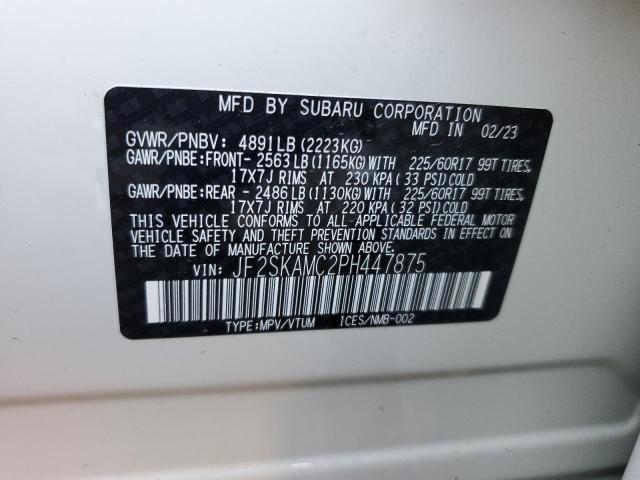 MFD BY SUBARU CORPORATION
MFD IN 02/23
GVWR/PNBV: 4891LB (2223KG)
GAWR/PNBE:FRONT- 2563LB (1165KG) WITH 225/60R17 99T TIRES,
17X7J RIMS AT 230 KPA (33 PSI) COLD
GAWR/PNBE:REAR - 2486LB (1130KG) WITH 225/60R17 99T TIRES,
17X7J RIMS AT 220 KPA (32 PSI) COLD
THIS VEHICLE CONFORMS TO ALL APPLICABLE FEDERAL MOTOR
VEHICLE SAFETY AND THEFT PREVENTION STANDARDS IN EFFECT ON
THE DATE OF MANUFACTURE SHOWN ABOVE.
VIN: JF2SKAMC2PH447875
TYPE:MPV/VTUM ICES/NMB-002